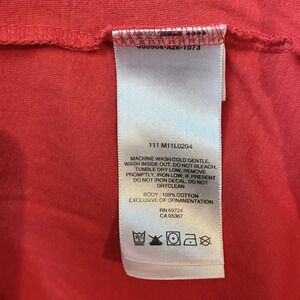 111 M11L0204
MACHINE WASH COLD GENTLE,
WASH INSIDE OUT, DO NOT BLEACH,
TUMBLE DRY LOW, REMOVE
PROMPTLY, IRON LOW, IF PRESENT
DO NOT IRON DECAL, DO NOT
DRYCLEAN
BODY : 100% COTTON
EXCLUSIVE OF ORNAMENTATION
RN 69724
CA 05367